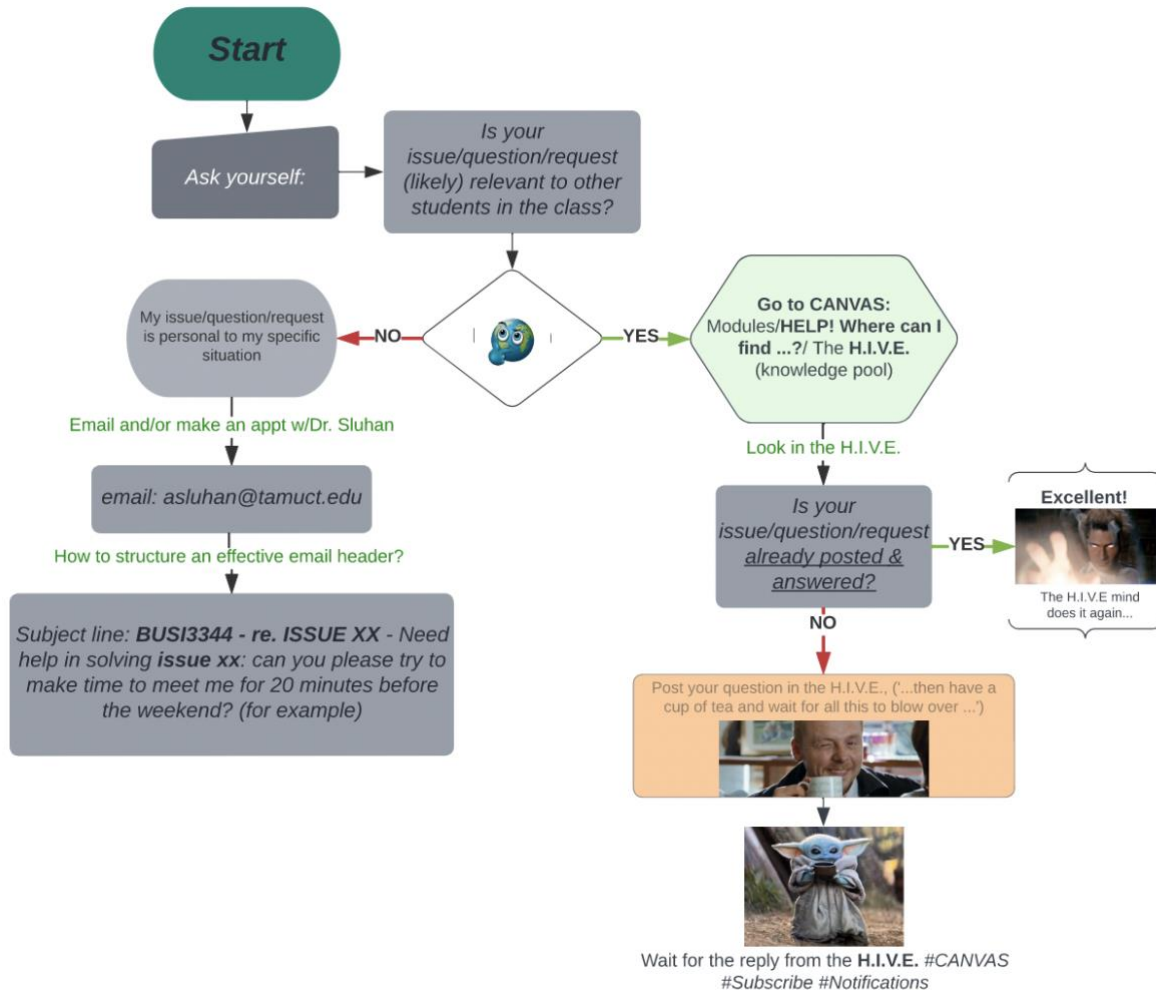 Start
Ask yourself:
Is your
issue/question/request
(likely) relevant to other
students in the class?
My issue/question/request
is personal to my specific
situation
NO
YES
Go to CANVAS:
Modules/HELP! Where can I
find ...?/ The H.I.V.E.
(knowledge pool)
Email and/or make an appt w/Dr. Sluhan
email: asluhan@tamuct.edu
How to structure an effective email header?
Subject line: BUSI3344 - re. ISSUE XX - Need
help in solving issue xx: can you please try to
make time to meet me for 20 minutes before
the weekend? (for example)
Look in the H.I.V.E.
Is your
issue/question/request
already posted &
answered?
YES
Excellent!
The H.I.V.E mind
does it again...
NO
Post your question in the H.I.V.E., ('...then have a
cup of tea and wait for all this to blow over ...')
Wait for the reply from the H.I.V.E. #CANVAS
#Subscribe #Notifications